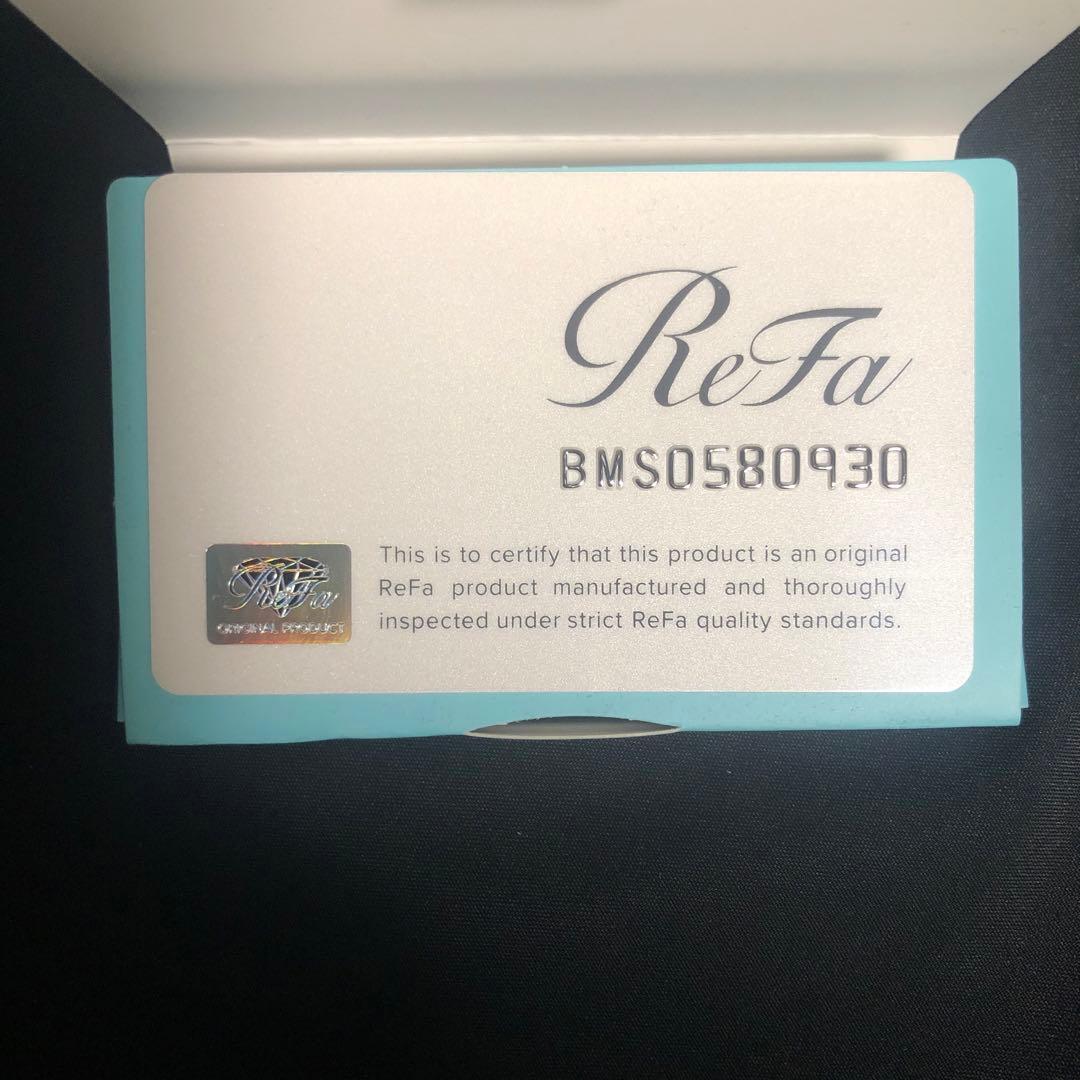 ReFa
BMS0580930
This is to certify that this product is an original
ReFa product manufactured and thoroughly
inspected under strict ReFa quality standards.
ReFa
ORIGINAL PRODUCT